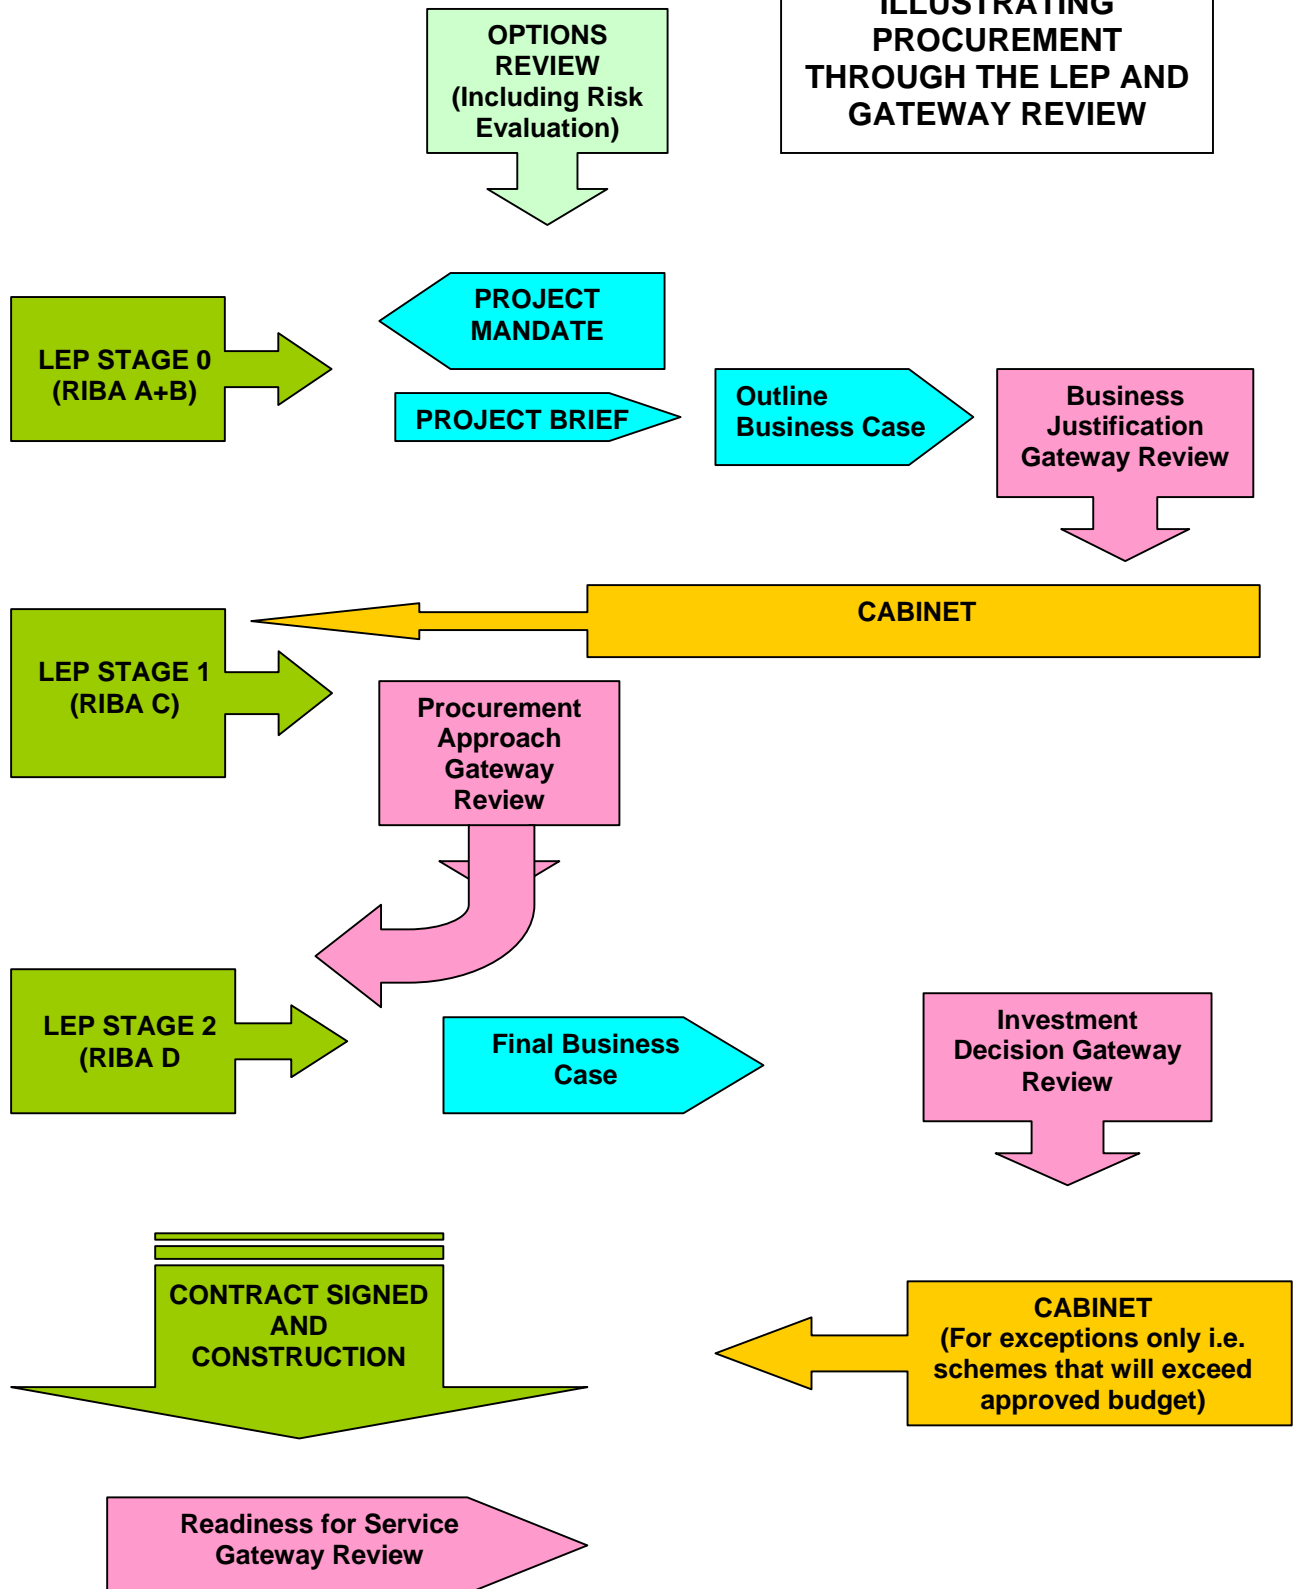 OPTIONS
REVIEW
(Including Risk
Evaluation)
ILLUSTRATING
PROCUREMENT
THROUGH THE LEP AND
GATEWAY REVIEW
PROJECT
MANDATE
LEP STAGE 0
(RIBA A+B)
PROJECT BRIEF
Outline
Business Case
Business
Justification
Gateway Review
CABINET
LEP STAGE 1
(RIBA C)
Procurement
Approach
Gateway
Review
LEP STAGE 2
(RIBA D
Final Business
Case
Investment
Decision Gateway
Review
CONTRACT SIGNED
AND
CONSTRUCTION
CABINET
(For exceptions only i.e.
schemes that will exceed
approved budget)
Readiness for Service
Gateway Review